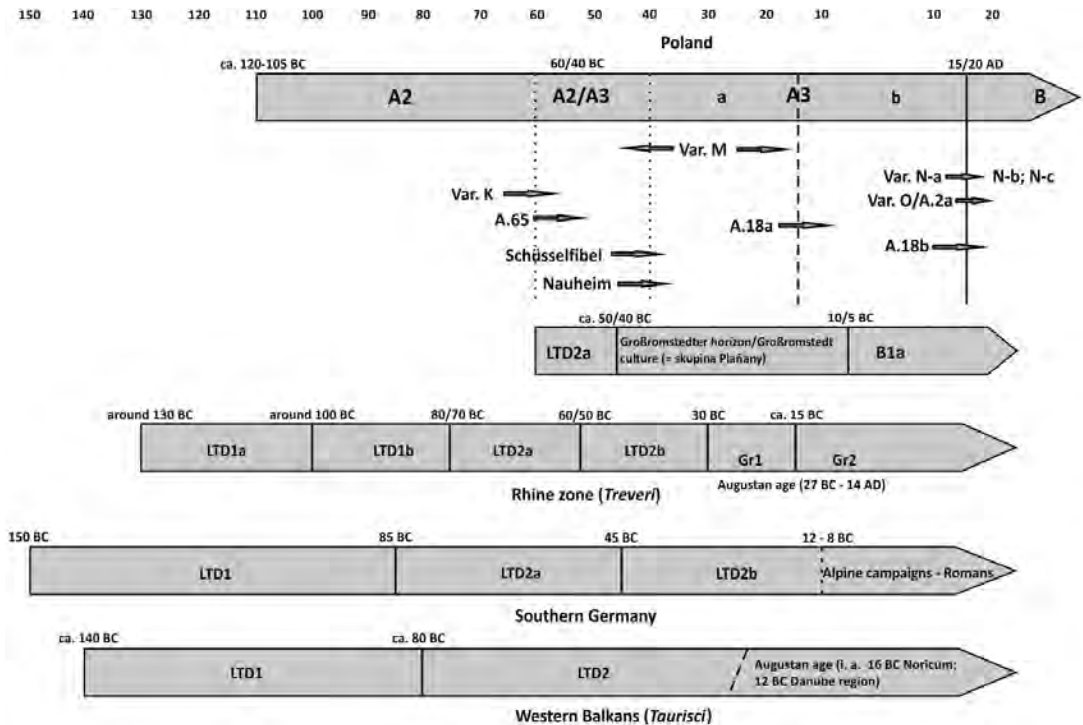 150 140 130 120 110 100 90 80 70 60 50 40 30 20 10 10 20
Poland
ca. 120-105 BC 60/40 BC 15/20 AD
A2 A2/A3 a A3 b B
Var. M
Var. N-a N-b; N-c
Var. K
Var. O/A.2a
A.65
A.18a
A.18b
Schüsselfibel
Nauheim
ca. 50/40 BC 10/5 BC
LTD2a
Großromstedter horizon/Großromstedt
culture (= skupina Plaňany)
B1a
around 130 BC around 100 BC 80/70 BC 60/50 BC 30 BC ca. 15 BC
LTD1a LTD1b LTD2a LTD2b Gr1 Gr2
Augustan age (27 BC - 14 AD)
Rhine zone (Treveri)
150 BC 85 BC 45 BC 12 - 8 BC
LTD1 LTD2a LTD2b Alpine campaigns - Romans
Southern Germany
ca. 140 BC ca. 80 BC
LTD1 LTD2
Augustan age (i. a. -16 BC Noricum;
12 BC Danube region)
Western Balkans (Taurisci)